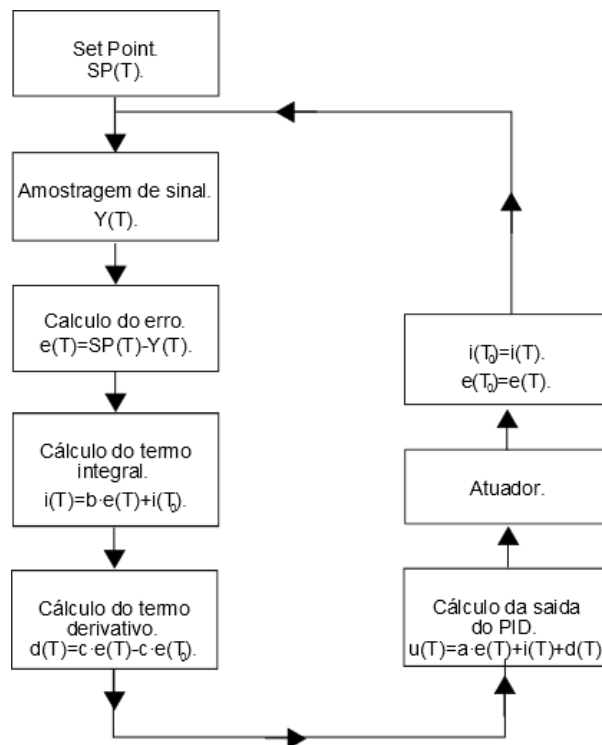 Set Point.
SP(T).
Amostragem de sinal.
Y(T).
Calculo do erro.
e(T)=SP(T)-Y(T).
Cálculo do termo
integral.
i(T)=b·e(T)+i(T₀).
Cálculo do termo
derivativo.
d(T)=c·e(T)-c·e(T₀).
Cálculo da saida
do PID.
u(T)=a·e(T)+i(T)+d(T)
Atuador.
i(T₀)=i(T).
e(T₀)=e(T).